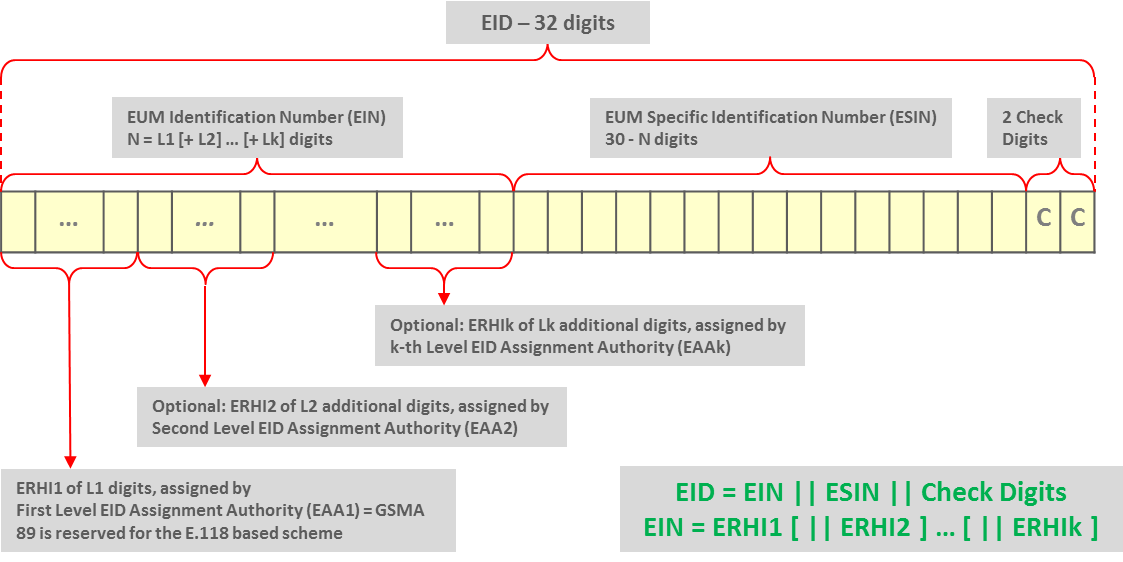 EID – 32 digits
EUM Identification Number (EIN)
N = L1 [+ L2] ... [+ Lk] digits
EUM Specific Identification Number (ESIN)
30 - N digits
2 Check
Digits
... ... ... ... C C
Optional: ERHIk of Lk additional digits, assigned by
k-th Level EID Assignment Authority (EAAk)
Optional: ERHI2 of L2 additional digits, assigned by
Second Level EID Assignment Authority (EAA2)
ERHI1 of L1 digits, assigned by
First Level EID Assignment Authority (EAA1) = GSMA
89 is reserved for the E.118 based scheme
EID = EIN || ESIN || Check Digits
EIN = ERHI1 [ || ERHI2 ] ... [ || ERHIk ]